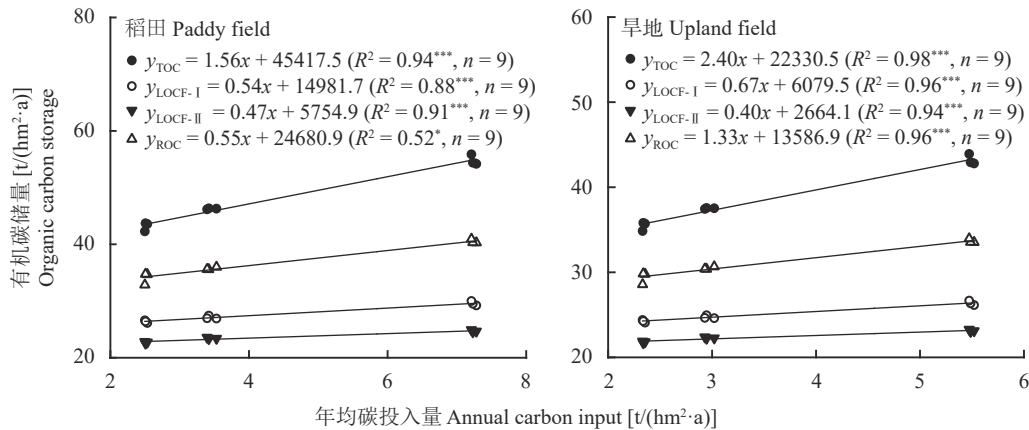 稻田 Paddy field
y_TOC = 1.56x + 45417.5 (R² = 0.94***, n = 9)
y_LOCF-Ⅰ = 0.54x + 14981.7 (R² = 0.88***, n = 9)
y_LOCF-Ⅱ = 0.47x + 5754.9 (R² = 0.91***, n = 9)
y_ROC = 0.55x + 24680.9 (R² = 0.52*, n = 9)
80
60
40
20
2
4
6
8
旱地 Upland field
y_TOC = 2.40x + 22330.5 (R² = 0.98***, n = 9)
y_LOCF-Ⅰ = 0.67x + 6079.5 (R² = 0.96***, n = 9)
y_LOCF-Ⅱ = 0.40x + 2664.1 (R² = 0.94***, n = 9)
y_ROC = 1.33x + 13586.9 (R² = 0.96***, n = 9)
60
50
40
30
20
2
3
4
5
6
有机碳储量 [t/(hm²·a)]
Organic carbon storage
年均碳投入量 Annual carbon input [t/(hm²·a)]